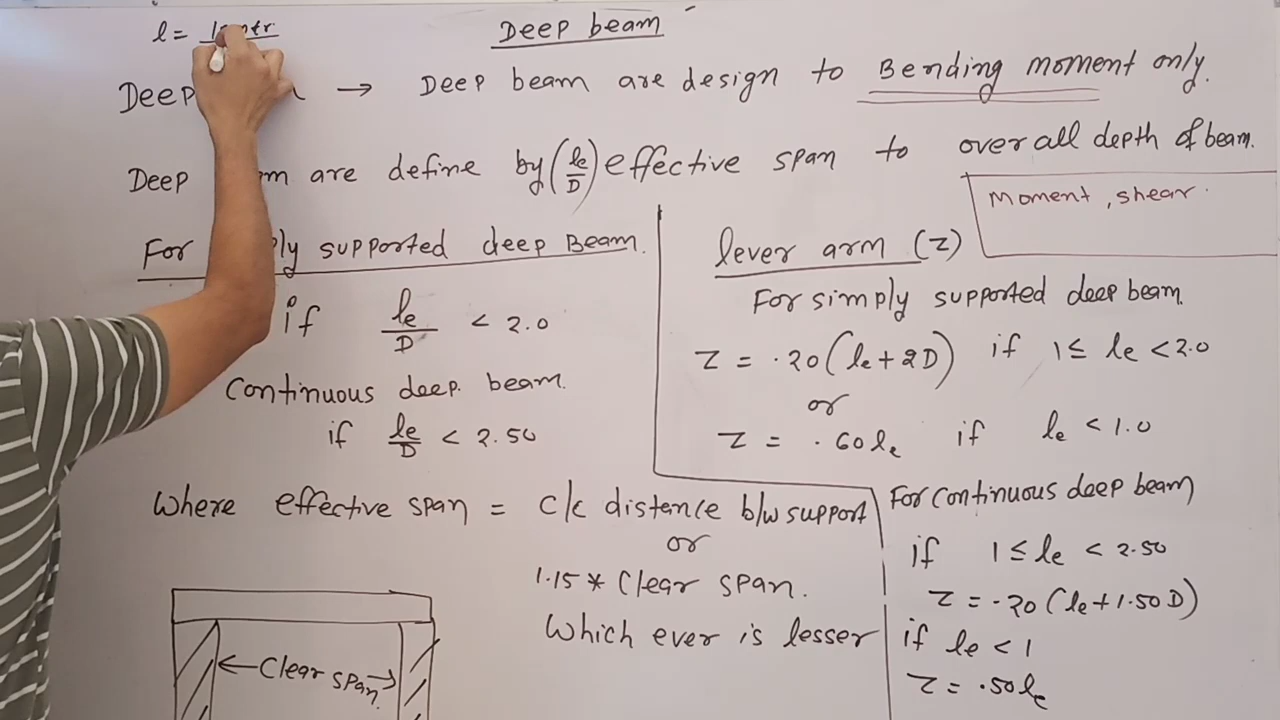 Deep beam
l =
Deep → Deep beam are design to Bending moment only.
Deep are define by (le/D) effective span to over all depth of beam.
Moment, shear.
For supported deep Beam.
if le/D < 2.0
Continuous deep. beam.
if le/D < 2.50
Where effective span = c/c distence b/w support
or
1.15 * Clear span.
Which ever is lesser
← Clear span. →
lever arm (z)
For simply supported deep beam.
Z = .20 (le + 2D) if 1 ≤ le < 2.0
or
Z = .60 le if le < 1.0
For continuous deep beam
if 1 ≤ le < 2.50
Z = .20 (le + 1.50 D)
if le < 1
Z = .50 le